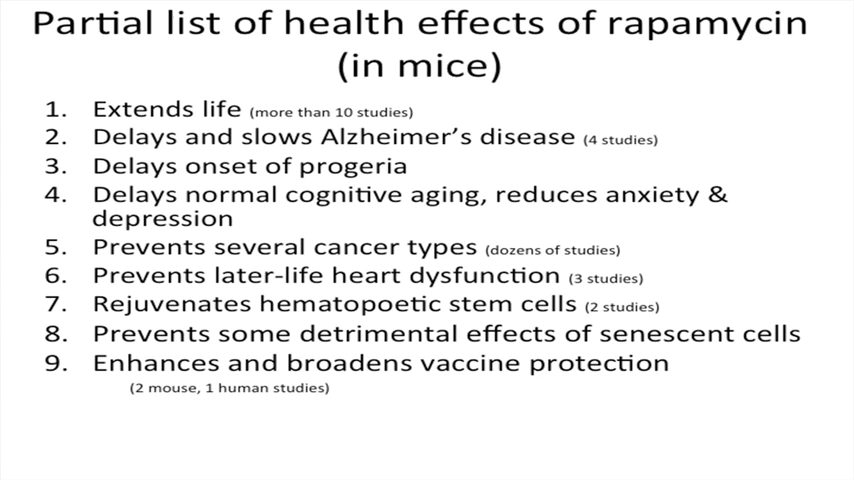 Partial list of health effects of rapamycin
(in mice)
1. Extends life (more than 10 studies)
2. Delays and slows Alzheimer’s disease (4 studies)
3. Delays onset of progeria
4. Delays normal cognitive aging, reduces anxiety &
depression
5. Prevents several cancer types (dozens of studies)
6. Prevents later-life heart dysfunction (3 studies)
7. Rejuvenates hematopoetic stem cells (2 studies)
8. Prevents some detrimental effects of senescent cells
9. Enhances and broadens vaccine protection
(2 mouse, 1 human studies)